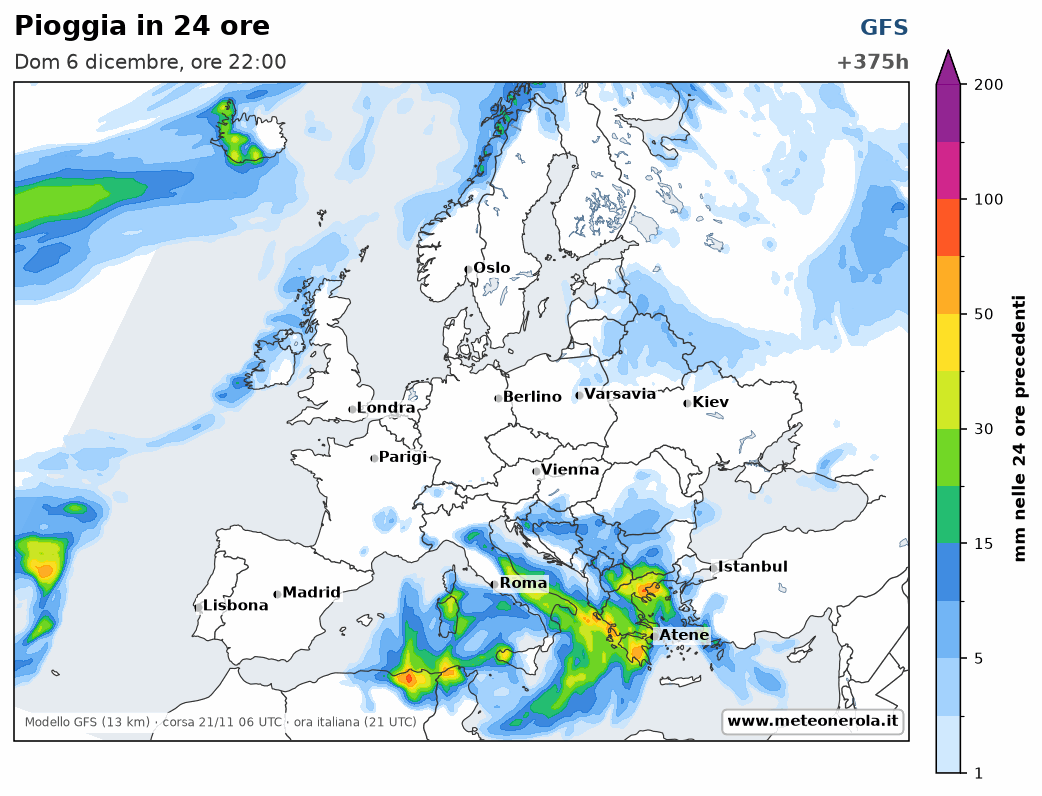 Pioggia in 24 ore
GFS
Dom 6 dicembre, ore 22:00
+375h
200
100
50
30
15
5
1
mm nelle 24 ore precedenti
Oslo
Berlino
Varsavia
Kiev
Londra
Parigi
Vienna
Istanbul
Roma
Madrid
Lisbona
Atene
Modello GFS (13 km) · corsa 21/11 06 UTC · ora italiana (21 UTC)
www.meteonerola.it